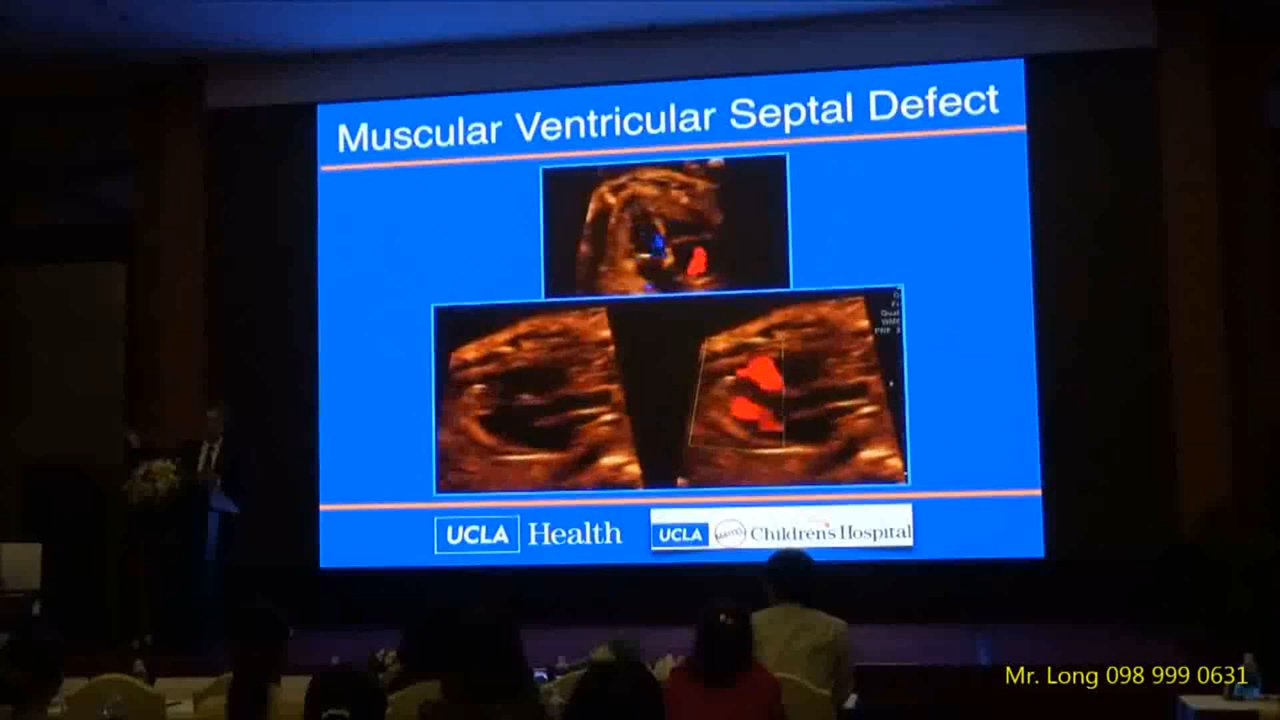 Muscular Ventricular Septal Defect
UCLA Health
UCLA Children's Hospital
Mr. Long 098 999 0631